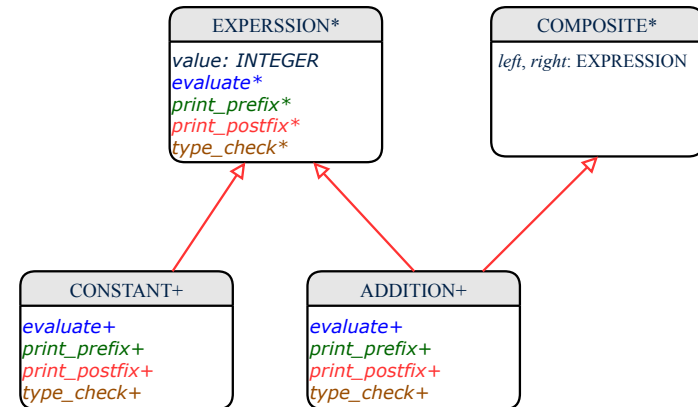 EXPERSSION*
value: INTEGER
evaluate*
print_prefix*
print_postfix*
type_check*
COMPOSITE*
left, right: EXPRESSION
CONSTANT+
evaluate+
print_prefix+
print_postfix+
type_check+
ADDITION+
evaluate+
print_prefix+
print_postfix+
type_check+